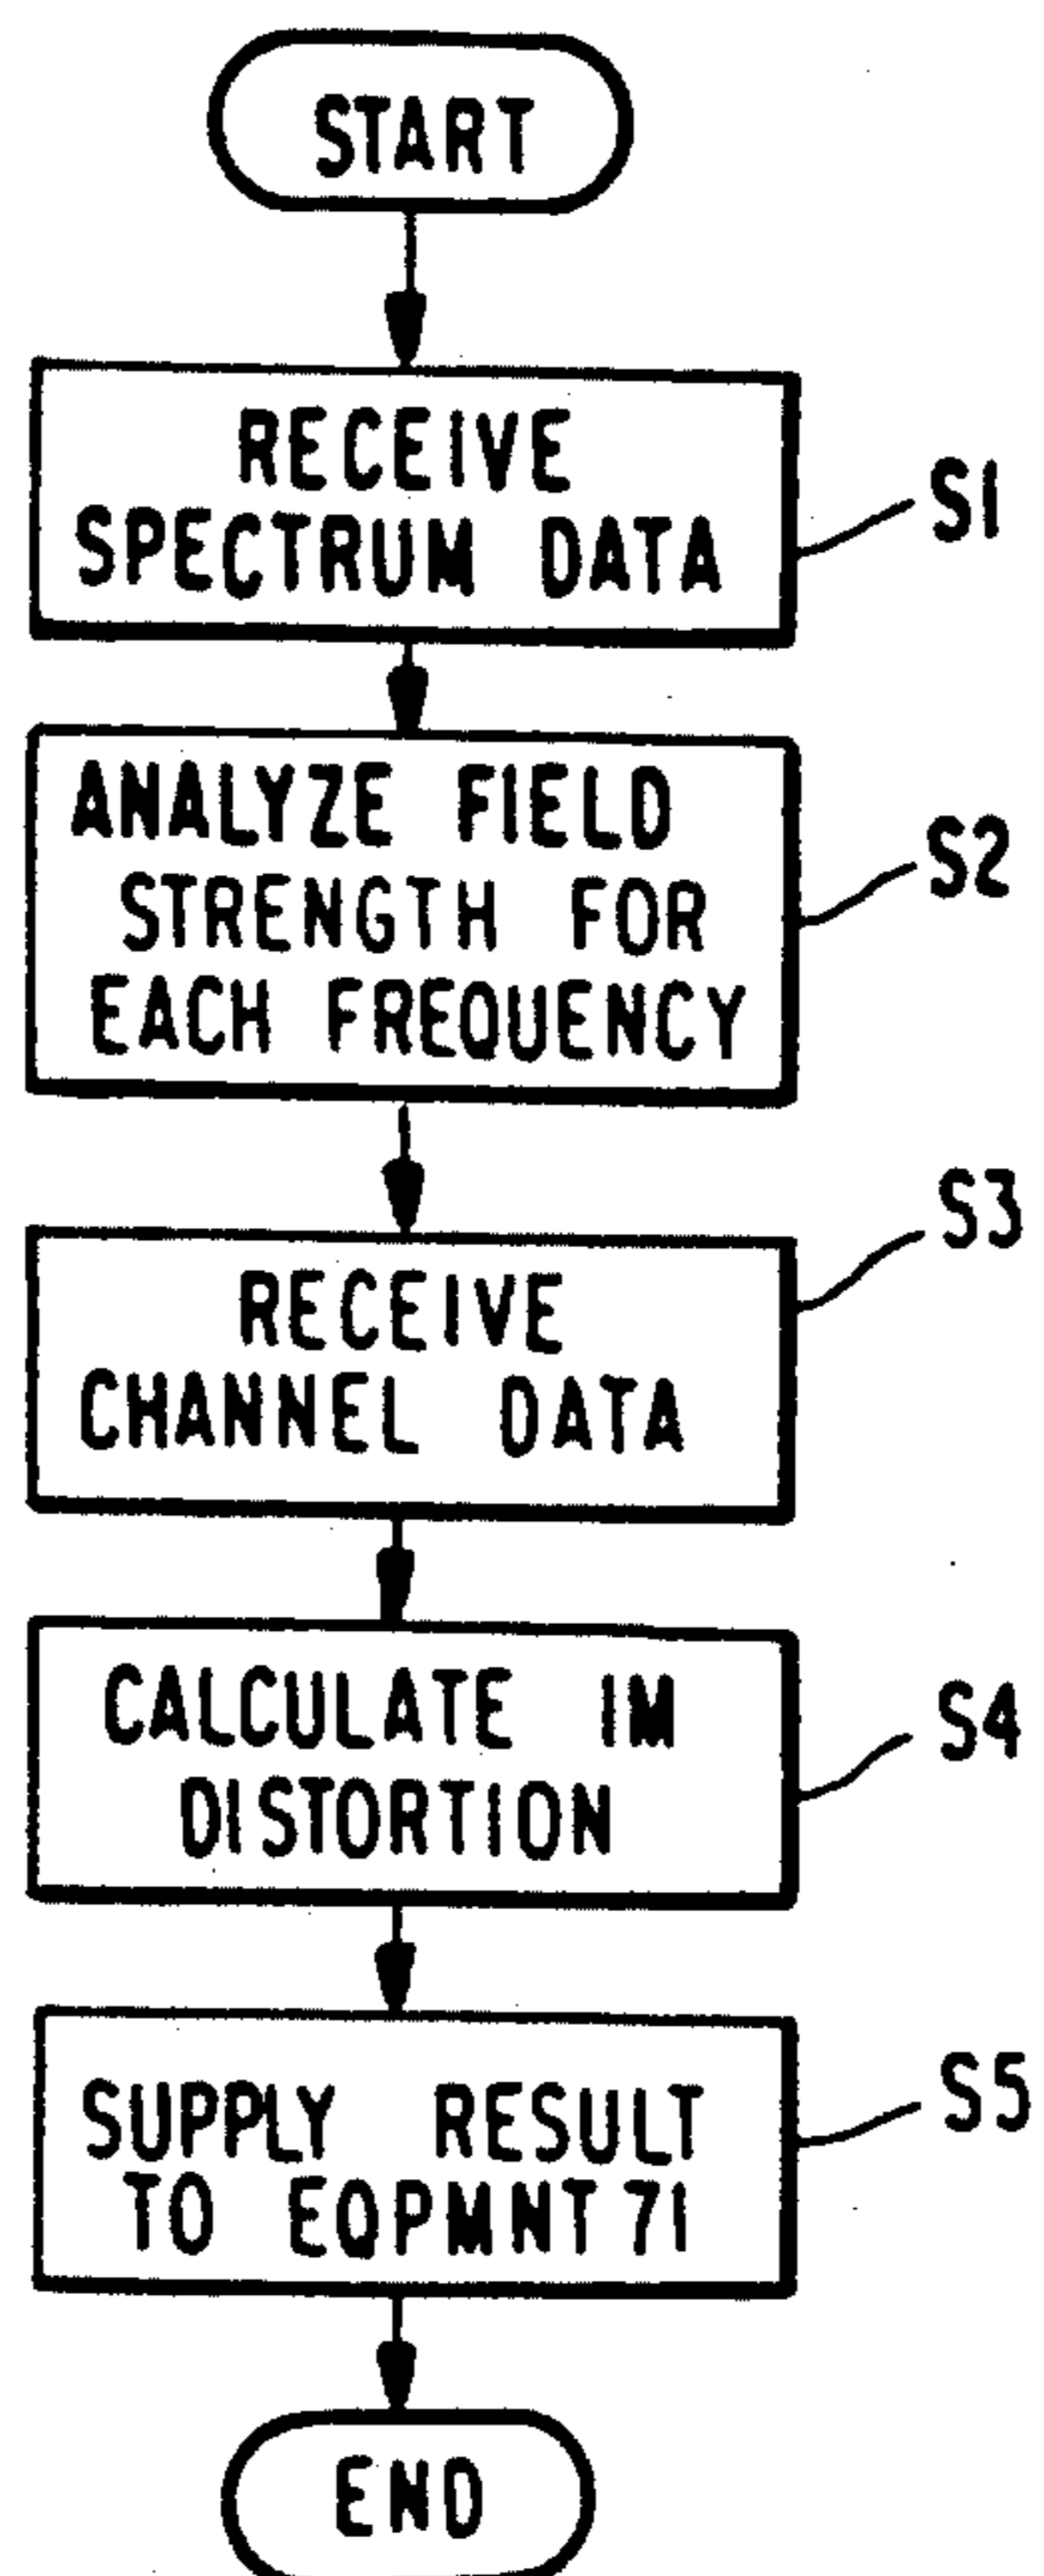 START
RECEIVE
SPECTRUM DATA
S1
ANALYZE FIELD
STRENGTH FOR
EACH FREQUENCY
S2
RECEIVE
CHANNEL DATA
S3
CALCULATE IM
DISTORTION
S4
SUPPLY RESULT
TO EQPMNT 71
S5
END